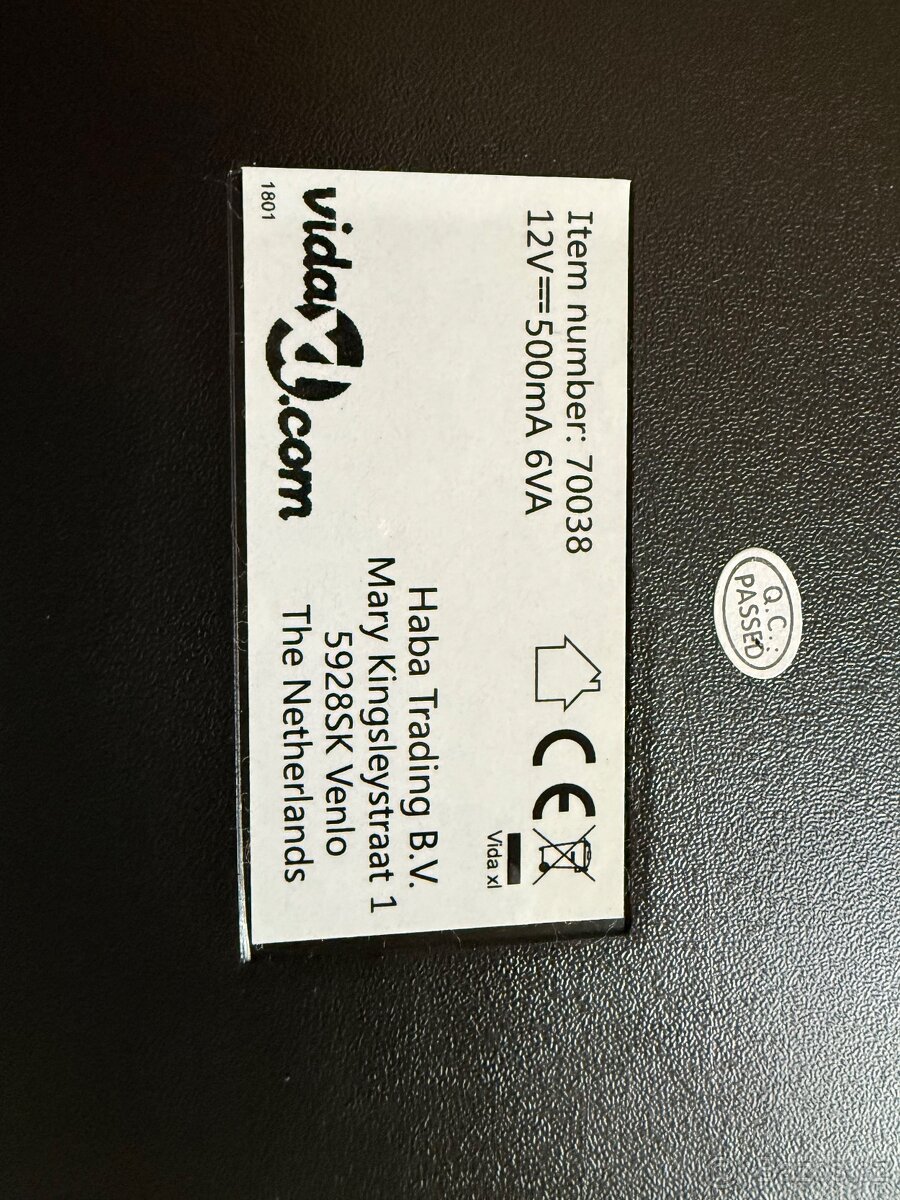 Item number: 70038
12V⎓500mA 6VA
CE
Vida xl
Haba Trading B.V.
Mary Kingsleystraat 1
5928SK Venlo
The Netherlands
vidaXL.com
1801
Q.C.:
PASSED